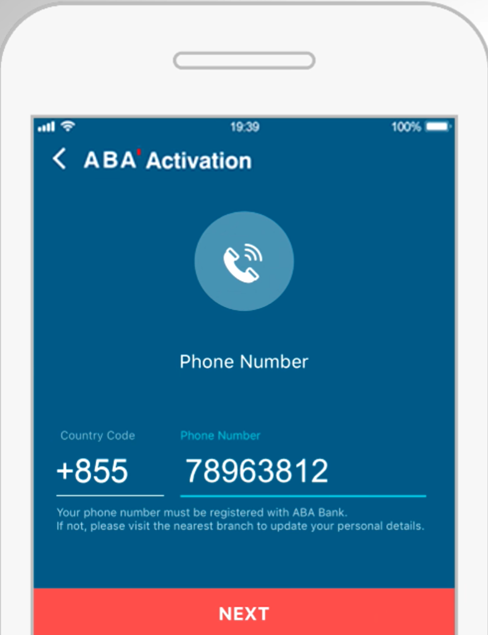 19:39
100%
ABA' Activation
Phone Number
Country Code
Phone Number
+855
78963812
Your phone number must be registered with ABA Bank.
If not, please visit the nearest branch to update your personal details.
NEXT